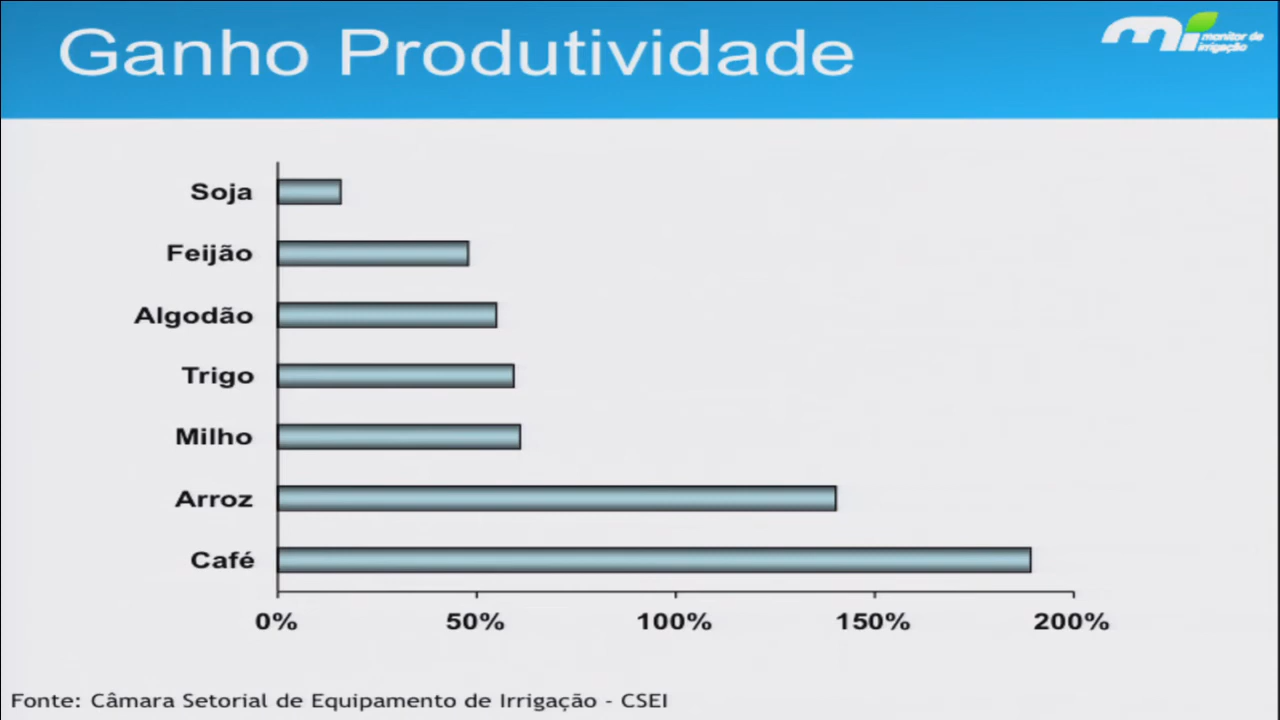 Ganho Produtividade
mi monitor de
irrigação
Soja
Feijão
Algodão
Trigo
Milho
Arroz
Café
0% 50% 100% 150% 200%
Fonte: Câmara Setorial de Equipamento de Irrigação - CSEI